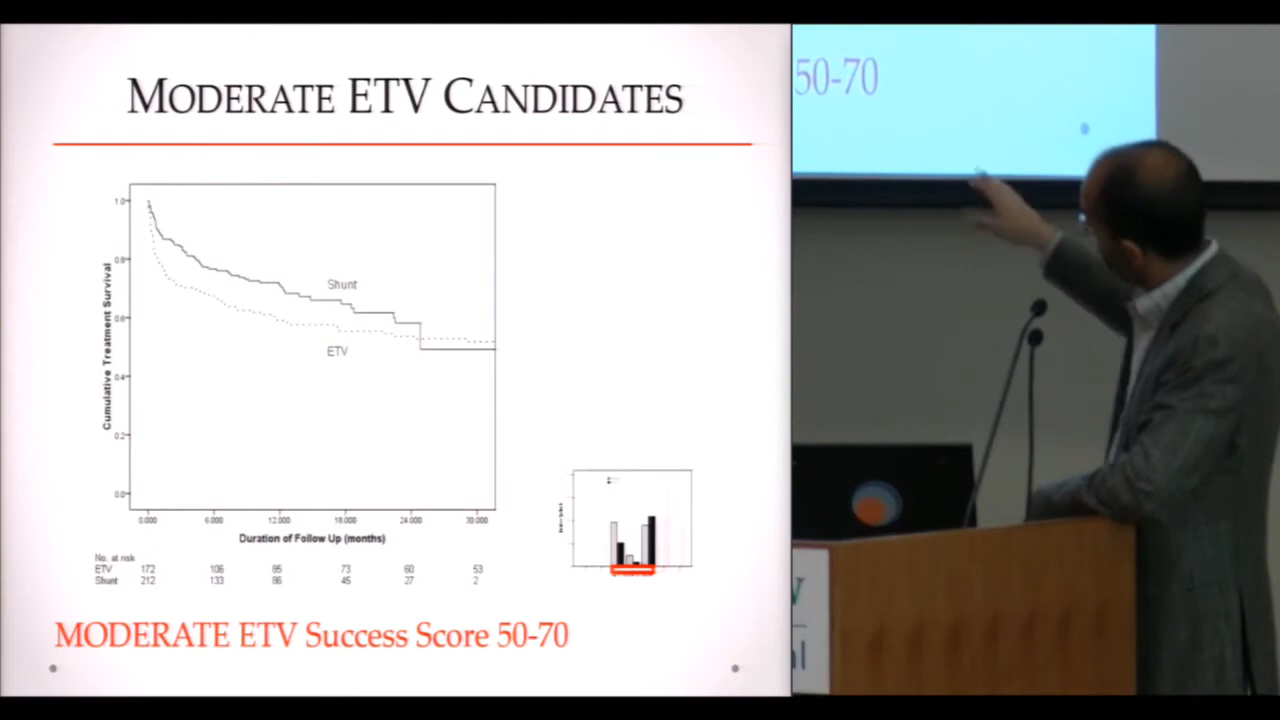 MODERATE ETV CANDIDATES
1.0
0.8
0.6
0.4
0.2
0.0
Cumulative Treatment Survival
Shunt
ETV
0.000 6.000 12.000 18.000 24.000 30.000
Duration of Follow Up (months)
No. at risk
ETV 172 106 85 73 60 53
Shunt 212 133 86 45 27 2
MODERATE ETV Success Score 50-70
50-70